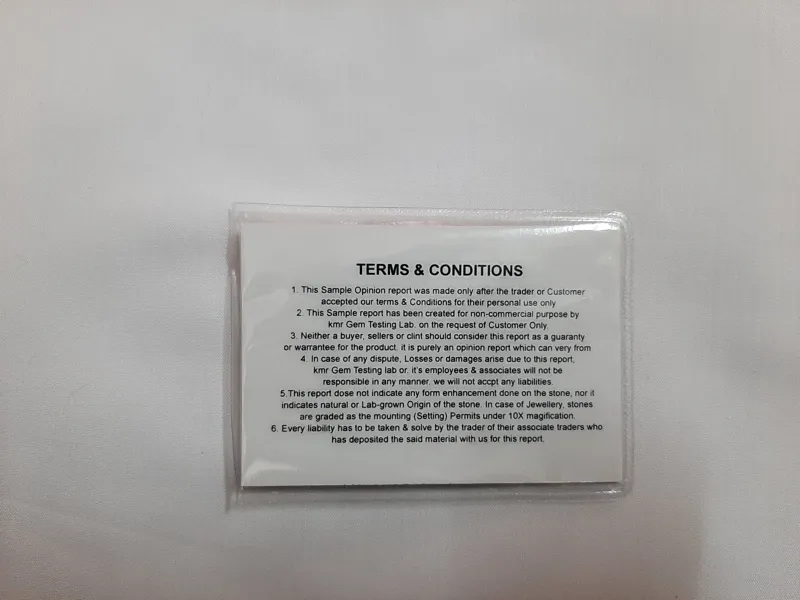 TERMS & CONDITIONS
1. This Sample Opinion report was made only after the trader or Customer
accepted our terms & Conditions for their personal use only
2. This Sample report has been created for non-commercial purpose by
kmr Gem Testing Lab. on the request of Customer Only.
3. Neither a buyer, sellers or clint should consider this report as a guaranty
or warrantee for the product. it is purely an opinion report which can very from
4. In case of any dispute, Losses or damages arise due to this report,
kmr Gem Testing lab or. it's employees & associates will not be
responsible in any manner. we will not accpt any liabilities.
5.This report dose not indicate any form enhancement done on the stone, nor it
indicates natural or Lab-grown Origin of the stone. In case of Jewellery, stones
are graded as the mounting (Setting) Permits under 10X magification.
6. Every liability has to be taken & solve by the trader of their associate traders who
has deposited the said material with us for this report.